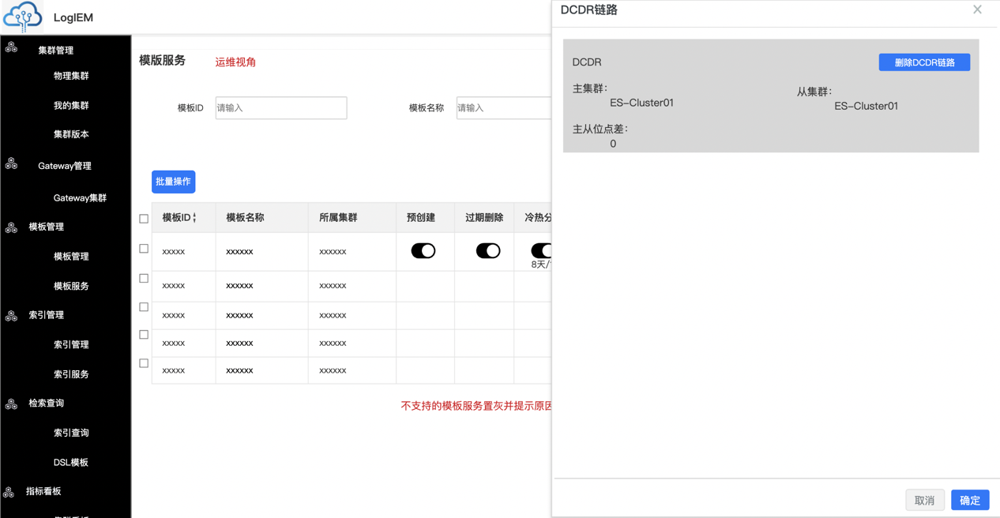 LogIEM
集群管理
物理集群
我的集群
集群版本
Gateway管理
Gateway集群
模板管理
模板管理
模板服务
索引管理
索引管理
索引服务
检索查询
索引查询
DSL模板
指标看板
模版服务 运维视角
模板ID 请输入 模板名称 请输入
批量操作
模板ID 模板名称 所属集群 预创建 过期删除 冷热分
xxxxx xxxxxx xxxxxx
8天/
xxxxx xxxxxx xxxxxx
xxxxx xxxxxx xxxxxx
xxxxx xxxxxx xxxxxx
xxxxx xxxxxx xxxxxx
不支持的模板服务置灰并提示原因
DCDR链路
DCDR 删除DCDR链路
主集群： 从集群：
ES-Cluster01 ES-Cluster01
主从位点差：
0
取消 确定